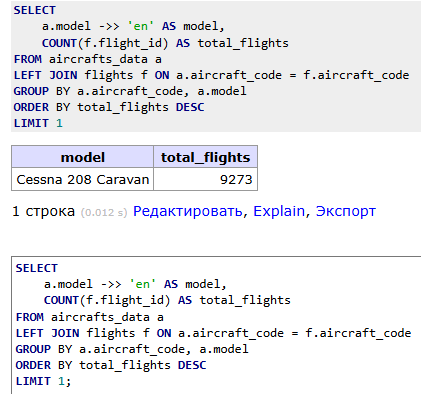 SELECT
    a.model ->> 'en' AS model,
    COUNT(f.flight_id) AS total_flights
FROM aircrafts_data a
LEFT JOIN flights f ON a.aircraft_code = f.aircraft_code
GROUP BY a.aircraft_code, a.model
ORDER BY total_flights DESC
LIMIT 1
model total_flights
Cessna 208 Caravan 9273
1 строка (0.012 s) Редактировать, Explain, Экспорт
SELECT
    a.model ->> 'en' AS model,
    COUNT(f.flight_id) AS total_flights
FROM aircrafts_data a
LEFT JOIN flights f ON a.aircraft_code = f.aircraft_code
GROUP BY a.aircraft_code, a.model
ORDER BY total_flights DESC
LIMIT 1;